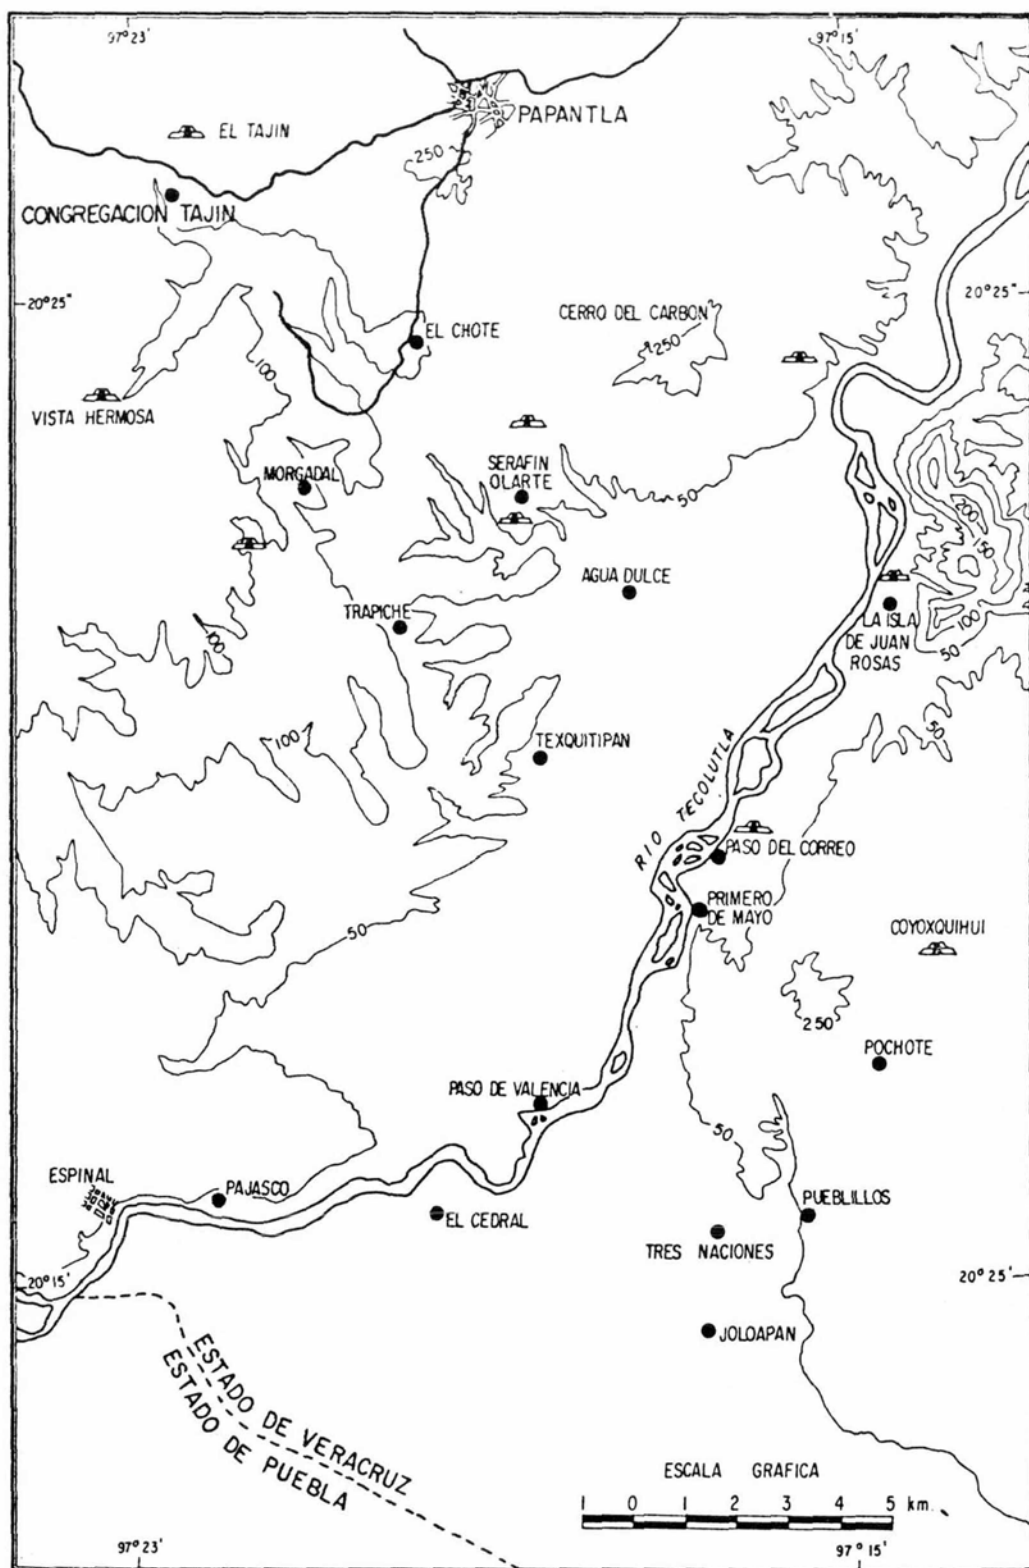 97°23'
97°15'
PAPANTLA
EL TAJIN
250
CONGREGACION TAJIN
20°25"
20°25'
CERRO DEL CARBON
EL CHOTE
250
100
VISTA HERMOSA
SERAFIN
OLARTE
MORGADAL
50
200
150
AGUA DULCE
TRAPICHE
100
LA ISLA
DE JUAN
ROSAS
100
50
50
100
TEXQUITIPAN
RIO TECOLUTLA
PASO DEL CORREO
PRIMERO
DE MAYO
COYOXQUIHUI
50
250
POCHOTE
PASO DE VALENCIA
50
ESPINAL
PAJASCO
EL CEDRAL
PUEBLILLOS
TRES NACIONES
20°15'
20°25'
JOLOAPAN
ESTADO DE VERACRUZ
ESTADO DE PUEBLA
ESCALA GRAFICA
1 0 1 2 3 4 5 km.
97°23'
97°15'